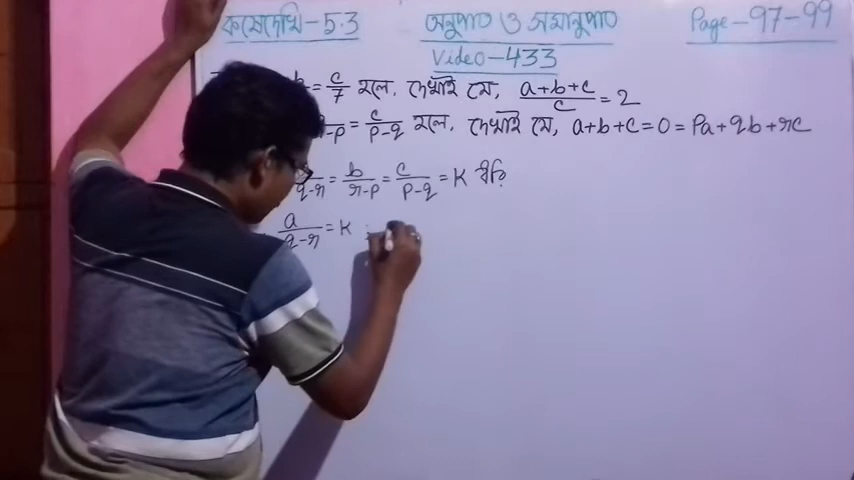 কষেদেখি-5.3 অনুপাত ও সমানুপাত Page-97-99
Video-433
b = c/7 হলে, দেখাই যে, a+b+c/c = 2
-p = c/p-q হলে, দেখাই যে, a+b+c=0=Pa+qb+rc
q-r = b/r-p = c/p-q = K ধরি
a/q-r = K